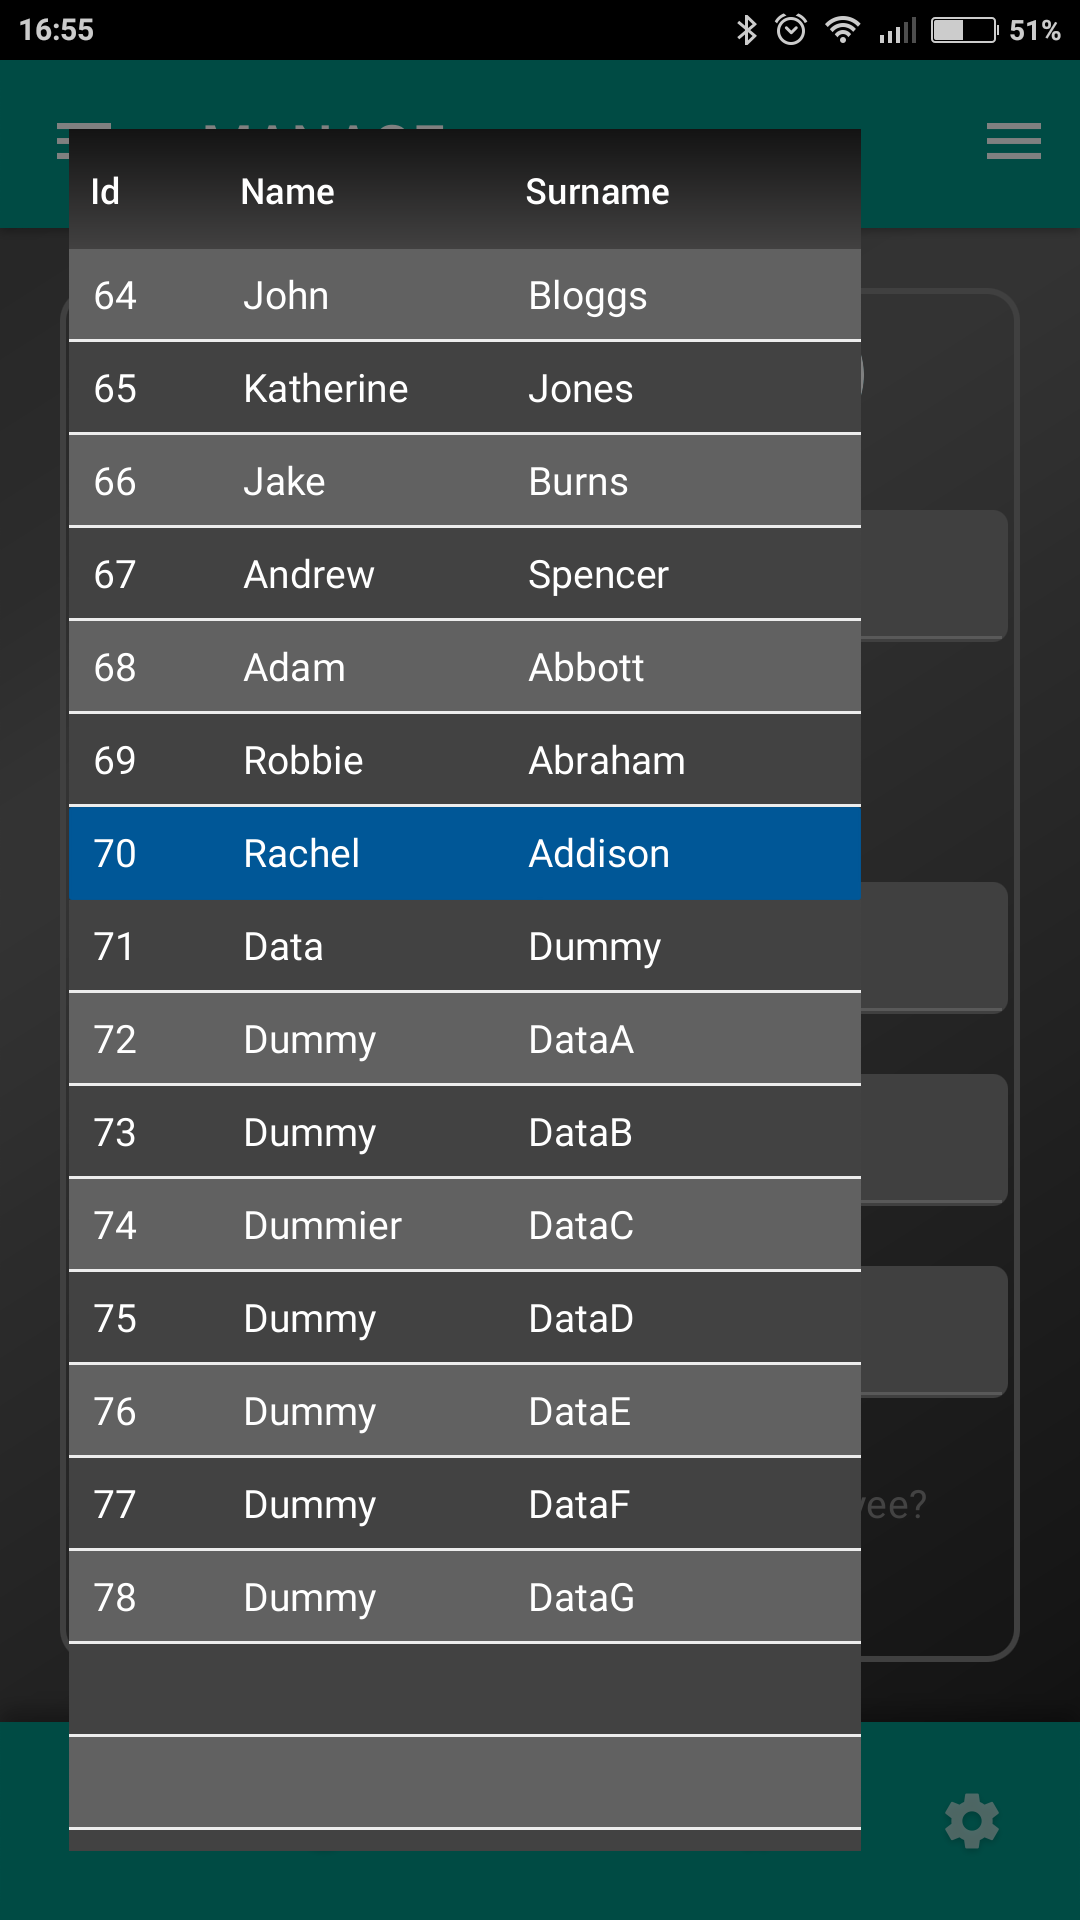 16:55 51%
Id Name Surname
64 John Bloggs
65 Katherine Jones
66 Jake Burns
67 Andrew Spencer
68 Adam Abbott
69 Robbie Abraham
70 Rachel Addison
71 Data Dummy
72 Dummy DataA
73 Dummy DataB
74 Dummier DataC
75 Dummy DataD
76 Dummy DataE
77 Dummy DataF
78 Dummy DataG